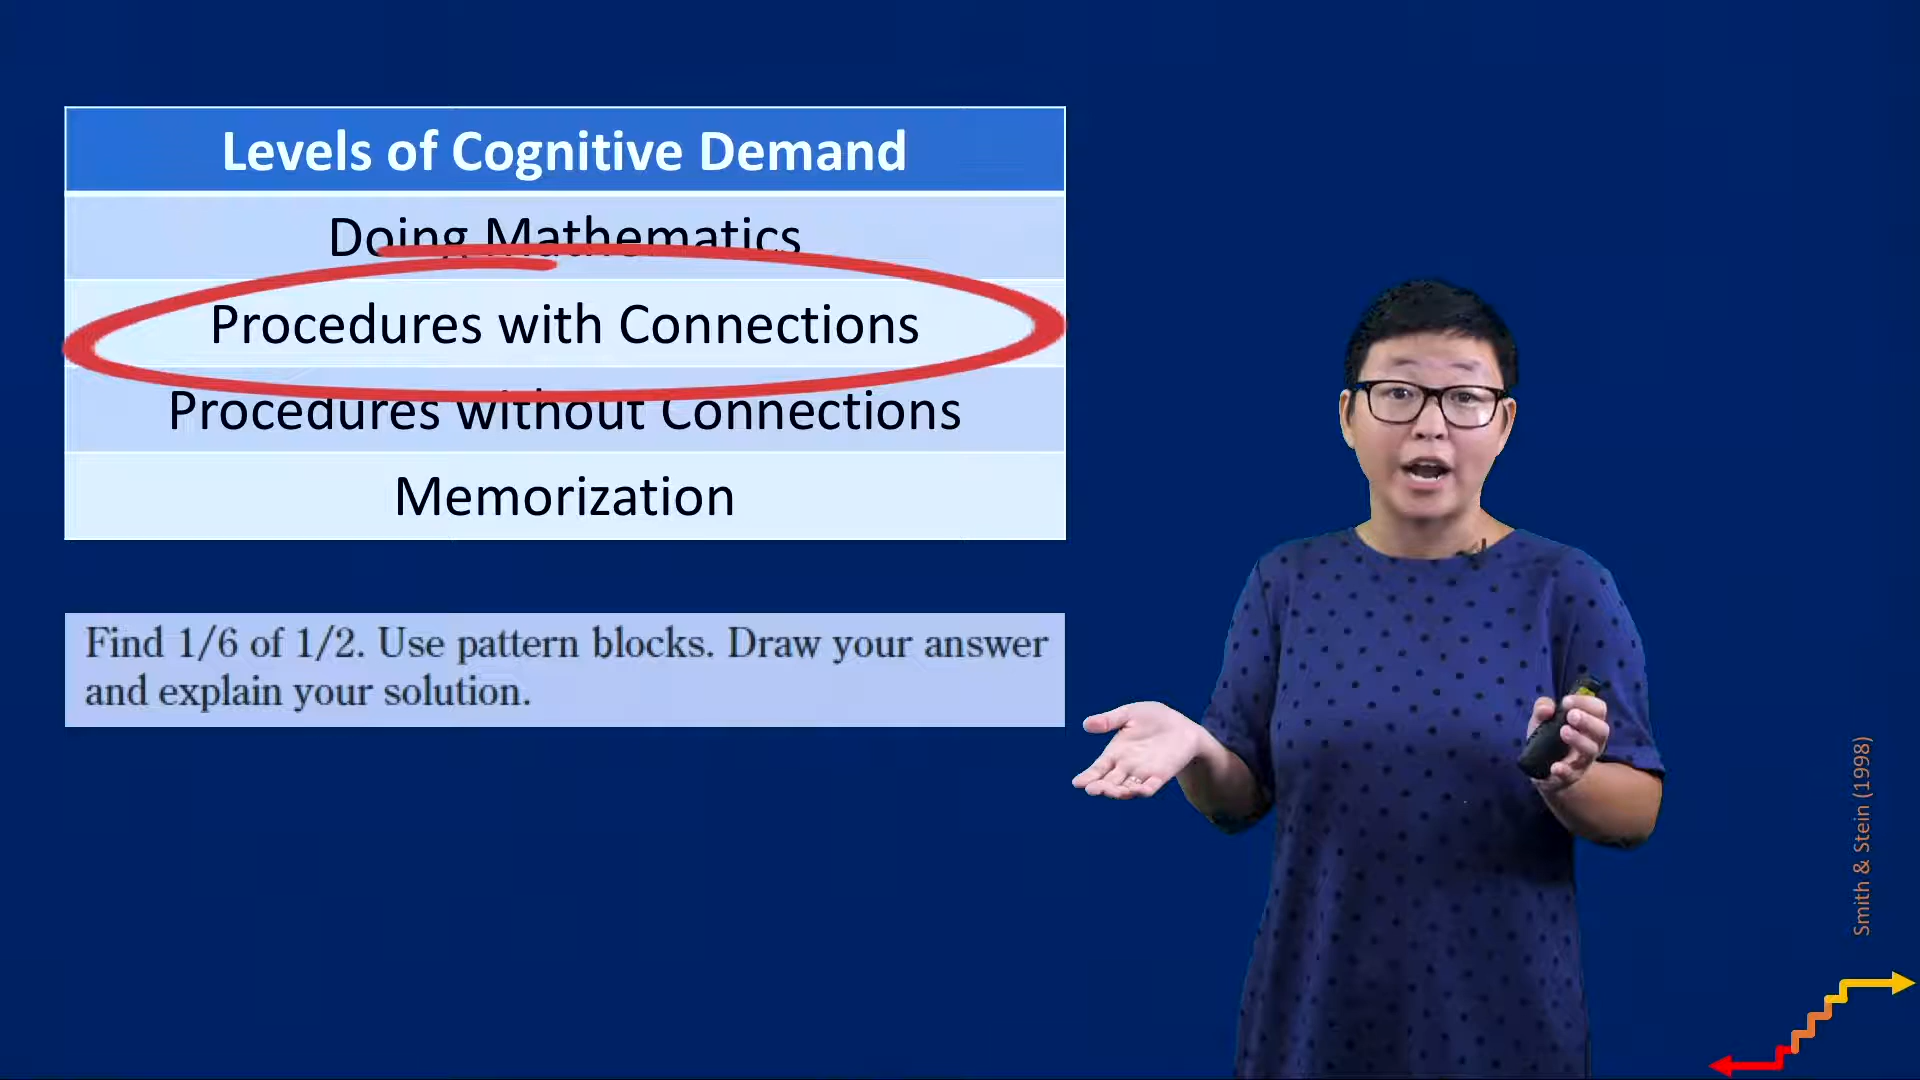 Levels of Cognitive Demand
Doing Mathematics
Procedures with Connections
Procedures without Connections
Memorization
Find 1/6 of 1/2. Use pattern blocks. Draw your answer
and explain your solution.
Smith & Stein (1998)